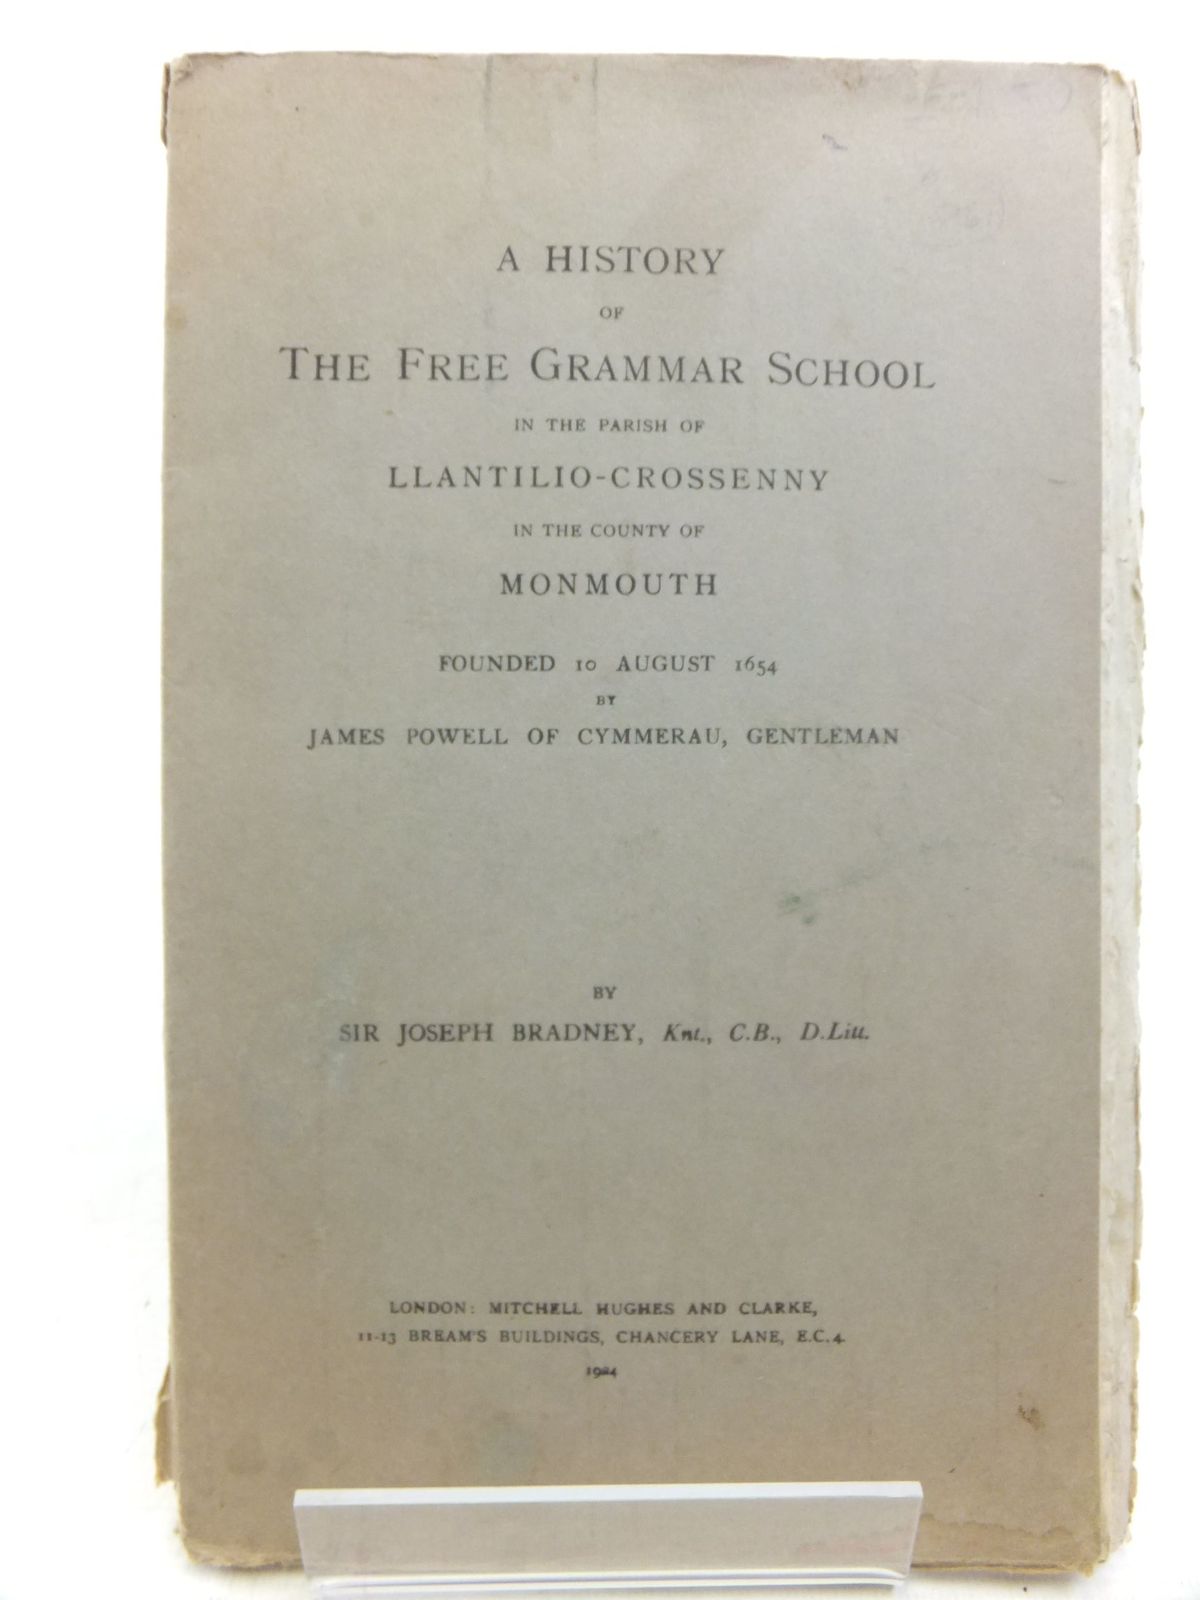 A HISTORY
OF
THE FREE GRAMMAR SCHOOL
IN THE PARISH OF
LLANTILIO-CROSSENNY
IN THE COUNTY OF
MONMOUTH
FOUNDED 10 AUGUST 1654
BY
JAMES POWELL OF CYMMERAU, GENTLEMAN
BY
SIR JOSEPH BRADNEY, Knt., C.B., D.Litt.
LONDON: MITCHELL HUGHES AND CLARKE,
11-13 BREAM'S BUILDINGS, CHANCERY LANE, E.C.4
1924